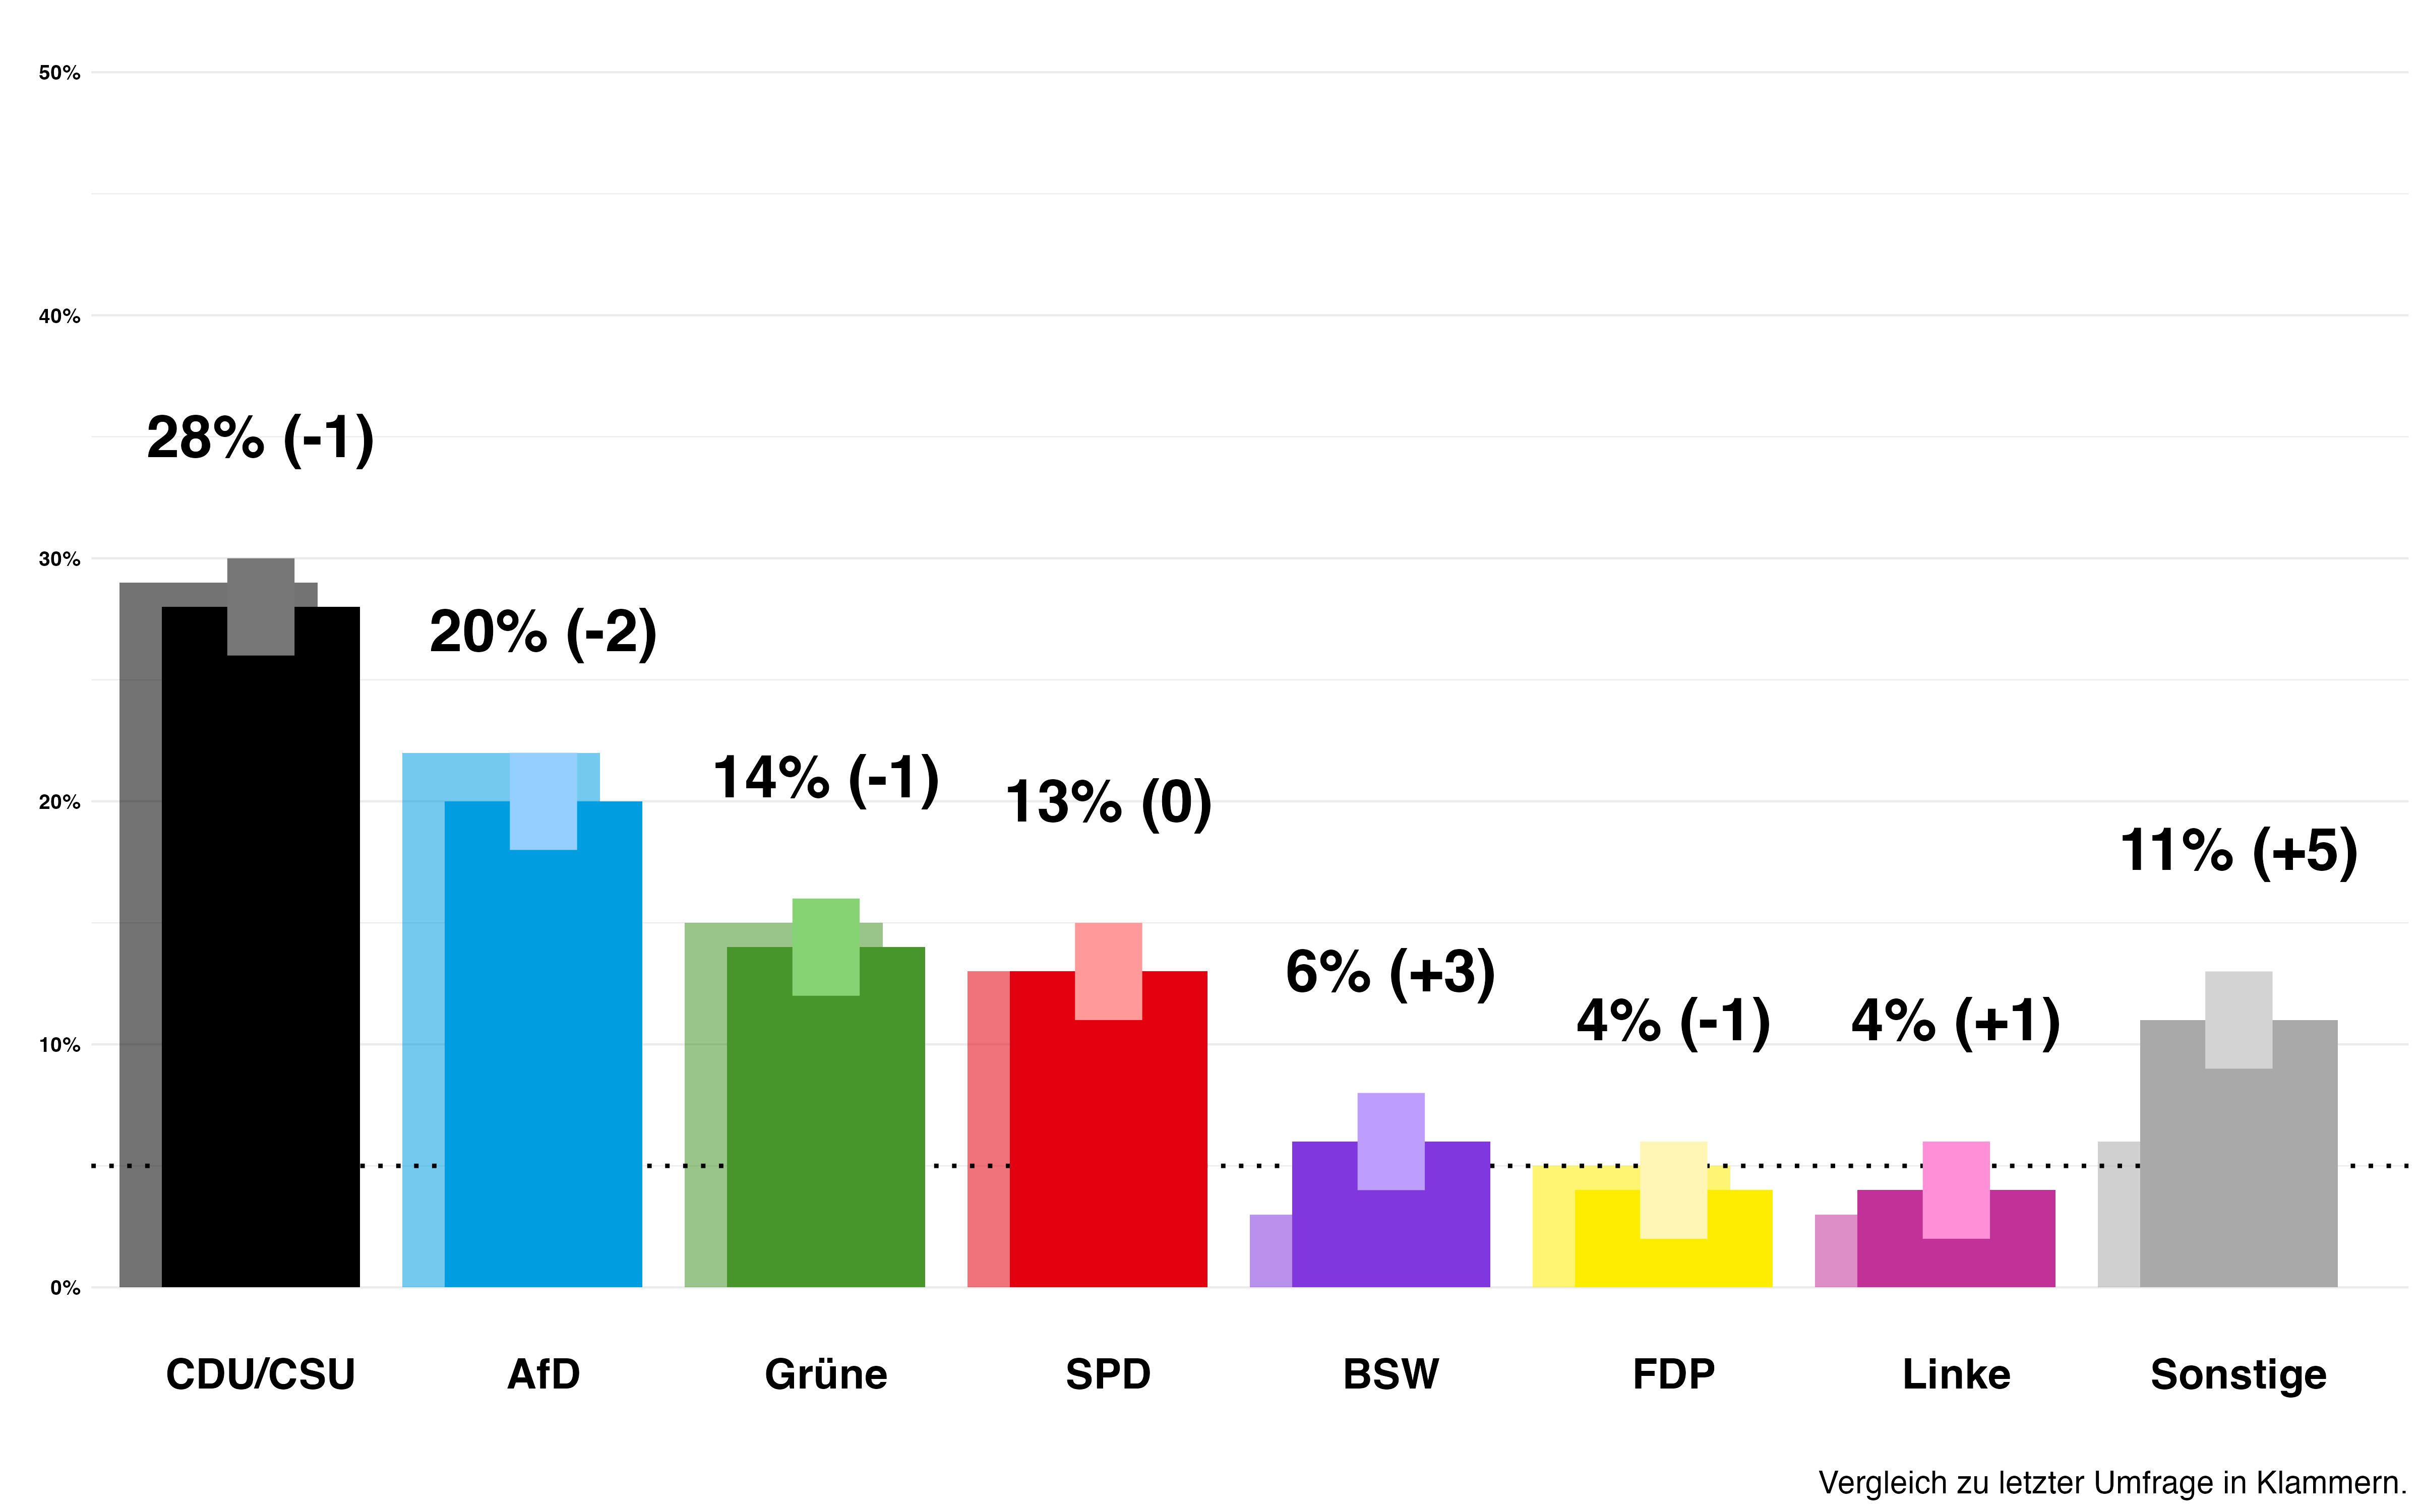 50%
40%
30%
20%
10%
0%
28% (-1)
20% (-2)
14% (-1)
13% (0)
6% (+3)
4% (-1)
4% (+1)
11% (+5)
CDU/CSU
AfD
Grüne
SPD
BSW
FDP
Linke
Sonstige
Vergleich zu letzter Umfrage in Klammern.